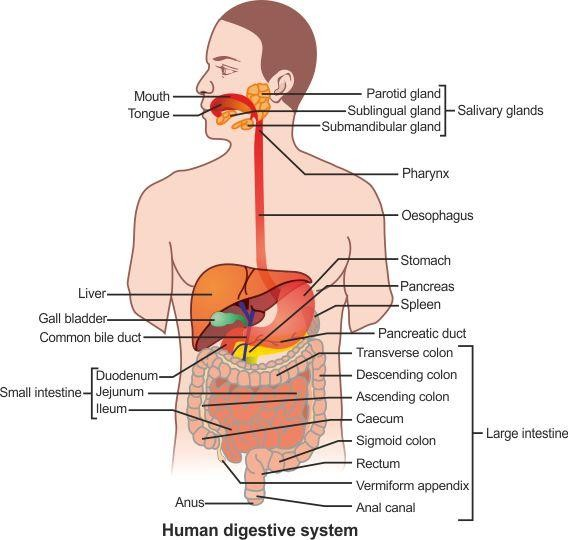 Mouth
Tongue
Parotid gland
Sublingual gland
Submandibular gland
Salivary glands
Pharynx
Oesophagus
Stomach
Pancreas
Spleen
Liver
Gall bladder
Common bile duct
Pancreatic duct
Transverse colon
Descending colon
Ascending colon
Caecum
Sigmoid colon
Rectum
Vermiform appendix
Anal canal
Large intestine
Small intestine
Duodenum
Jejunum
Ileum
Anus
Human digestive system